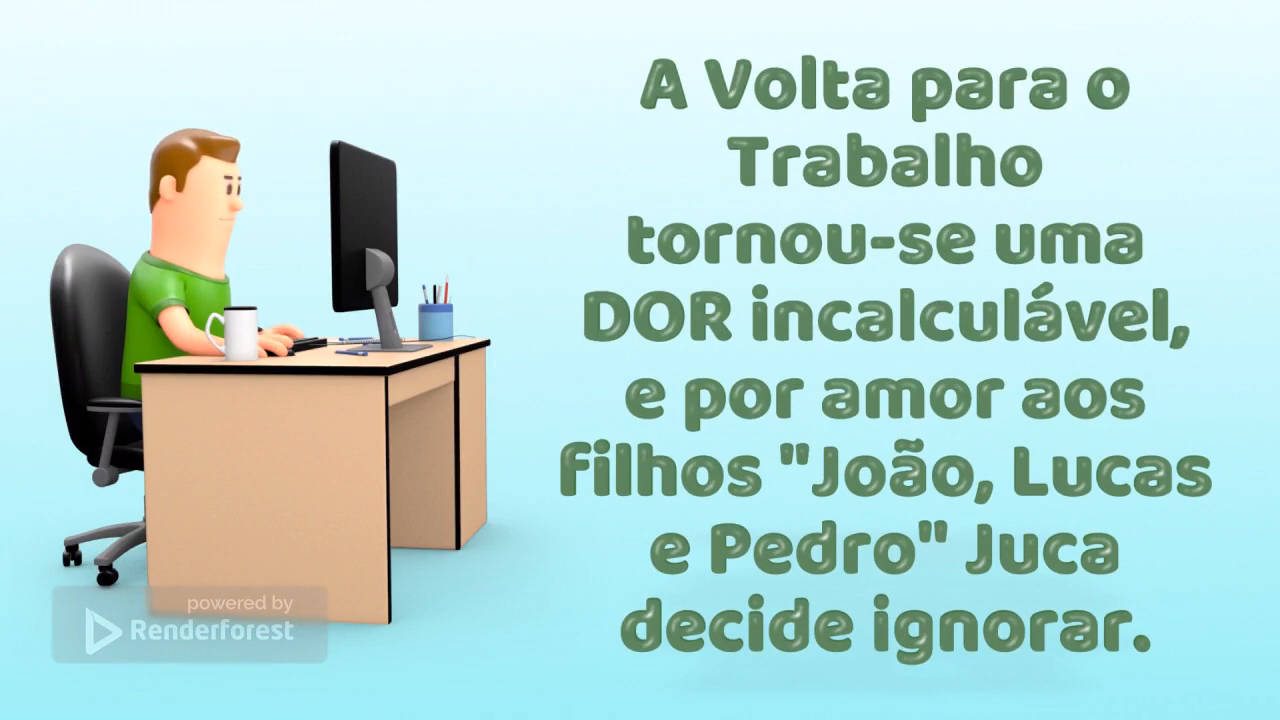 A Volta para o
Trabalho
tornou-se uma
DOR incalculável,
e por amor aos
filhos "João, Lucas
e Pedro" Juca
decide ignorar.
powered by
Renderforest